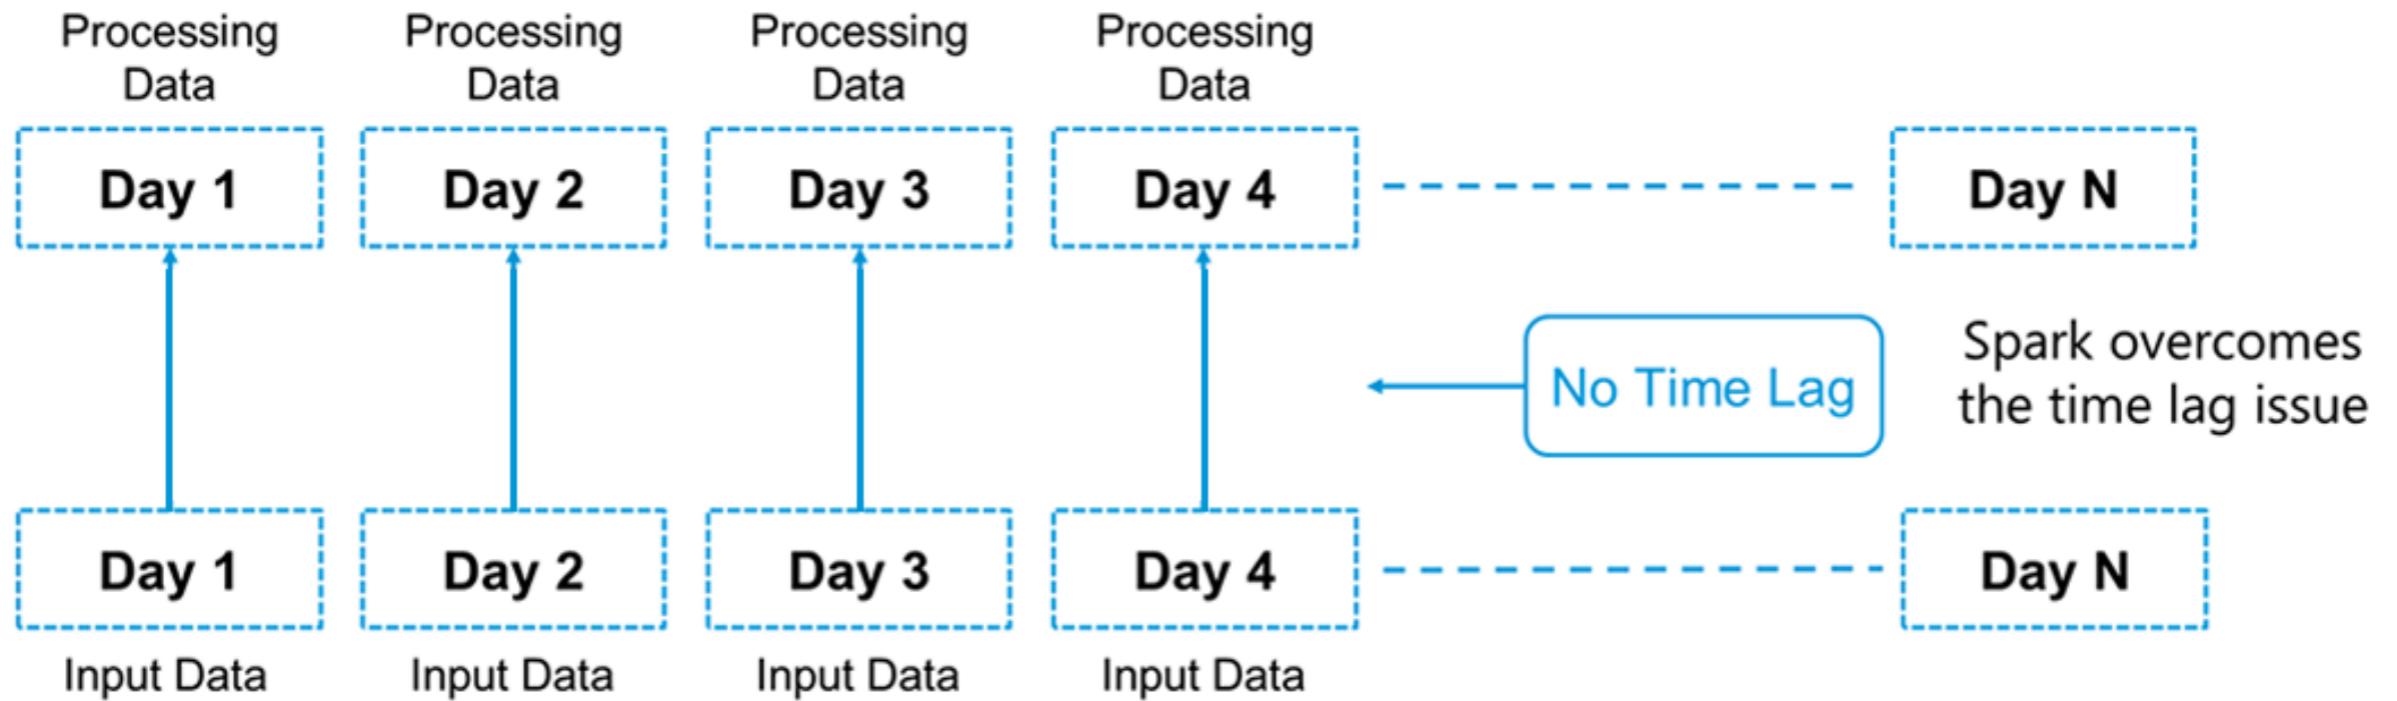 Processing
Data
Processing
Data
Processing
Data
Processing
Data
Day 1
Day 2
Day 3
Day 4
Day N
No Time Lag
Spark overcomes
the time lag issue
Day 1
Day 2
Day 3
Day 4
Day N
Input Data
Input Data
Input Data
Input Data